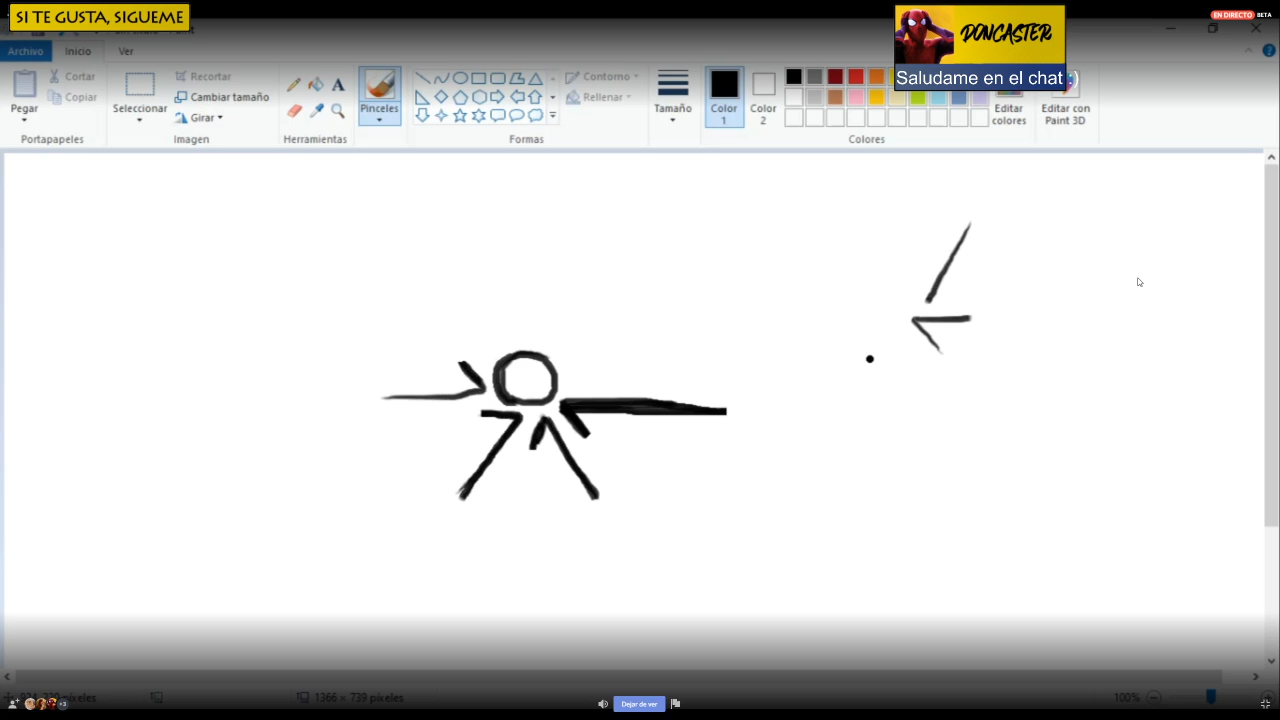 SI TE GUSTA, SIGUEME
DONCASTER
Saludame en el chat :)
EN DIRECTO BETA
Archivo Inicio Ver
Pegar
Cortar
Copiar
Portapapeles
Seleccionar
Recortar
Cambiar tamaño
Girar
Imagen
A
Herramientas
Pinceles
Contorno
Rellenar
Formas
Tamaño
Color 1
Color 2
Editar colores
Editar con Paint 3D
Colores
1366 × 739 píxeles
100%
+3
Dejar de ver